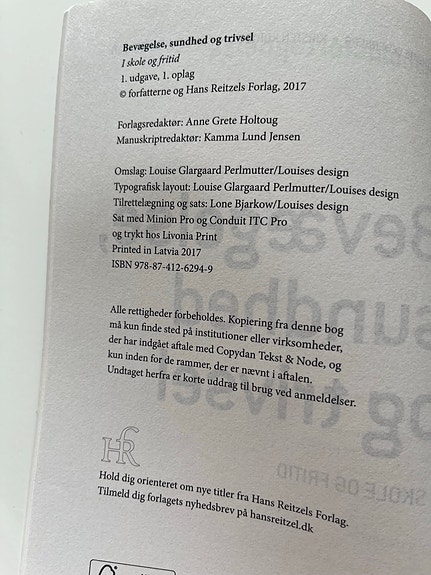 Bevægelse, sundhed og trivsel
I skole og fritid
1. udgave, 1. oplag
© forfatterne og Hans Reitzels Forlag, 2017
Forlagsredaktør: Anne Grete Holtoug
Manuskriptredaktør: Kamma Lund Jensen
Omslag: Louise Glargaard Perlmutter/Louises design
Typografisk layout: Louise Glargaard Perlmutter/Louises design
Tilrettelægning og sats: Lone Bjarkow/Louises design
Sat med Minion Pro og Conduit ITC Pro
og trykt hos Livonia Print
Printed in Latvia 2017
ISBN 978-87-412-6294-9
Alle rettigheder forbeholdes. Kopiering fra denne bog
må kun finde sted på institutioner eller virksomheder,
der har indgået aftale med Copydan Tekst & Node, og
kun inden for de rammer, der er nævnt i aftalen.
Undtaget herfra er korte uddrag til brug ved anmeldelser.
HR
Hold dig orienteret om nye titler fra Hans Reitzels Forlag.
Tilmeld dig forlagets nyhedsbrev på hansreitzel.dk